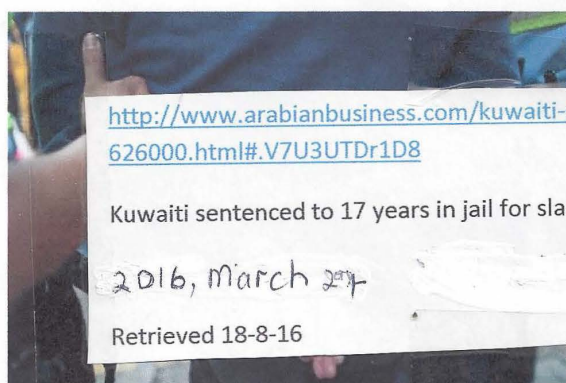 http://www.arabianbusiness.com/kuwaiti-
626000.html#.V7U3UTDr1D8
Kuwaiti sentenced to 17 years in jail for sla
2016, March
Retrieved 18-8-16